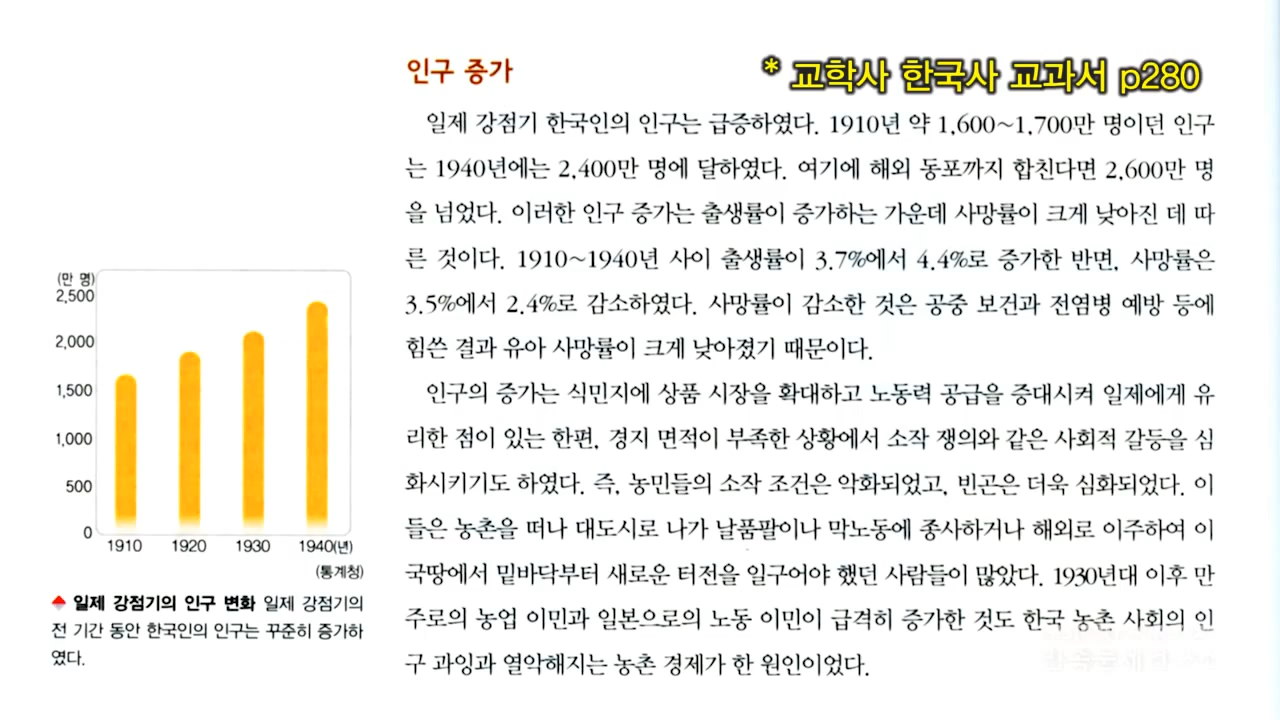 인구 증가
* 교학사 한국사 교과서 p280
일제 강점기 한국인의 인구는 급증하였다. 1910년 약 1,600~1,700만 명이던 인구
는 1940년에는 2,400만 명에 달하였다. 여기에 해외 동포까지 합친다면 2,600만 명
을 넘었다. 이러한 인구 증가는 출생률이 증가하는 가운데 사망률이 크게 낮아진 데 따
른 것이다. 1910~1940년 사이 출생률이 3.7%에서 4.4%로 증가한 반면, 사망률은
3.5%에서 2.4%로 감소하였다. 사망률이 감소한 것은 공중 보건과 전염병 예방 등에
힘쓴 결과 유아 사망률이 크게 낮아졌기 때문이다.
인구의 증가는 식민지에 상품 시장을 확대하고 노동력 공급을 증대시켜 일제에게 유
리한 점이 있는 한편, 경지 면적이 부족한 상황에서 소작 쟁의와 같은 사회적 갈등을 심
화시키기도 하였다. 즉, 농민들의 소작 조건은 악화되었고, 빈곤은 더욱 심화되었다. 이
들은 농촌을 떠나 대도시로 나가 날품팔이나 막노동에 종사하거나 해외로 이주하여 이
국땅에서 밑바닥부터 새로운 터전을 일구어야 했던 사람들이 많았다. 1930년대 이후 만
주로의 농업 이민과 일본으로의 노동 이민이 급격히 증가한 것도 한국 농촌 사회의 인
구 과잉과 열악해지는 농촌 경제가 한 원인이었다.
(만 명)
2,500
2,000
1,500
1,000
500
0
1910 1920 1930 1940(년)
(통계청)
일제 강점기의 인구 변화 일제 강점기의
전 기간 동안 한국인의 인구는 꾸준히 증가하
였다.